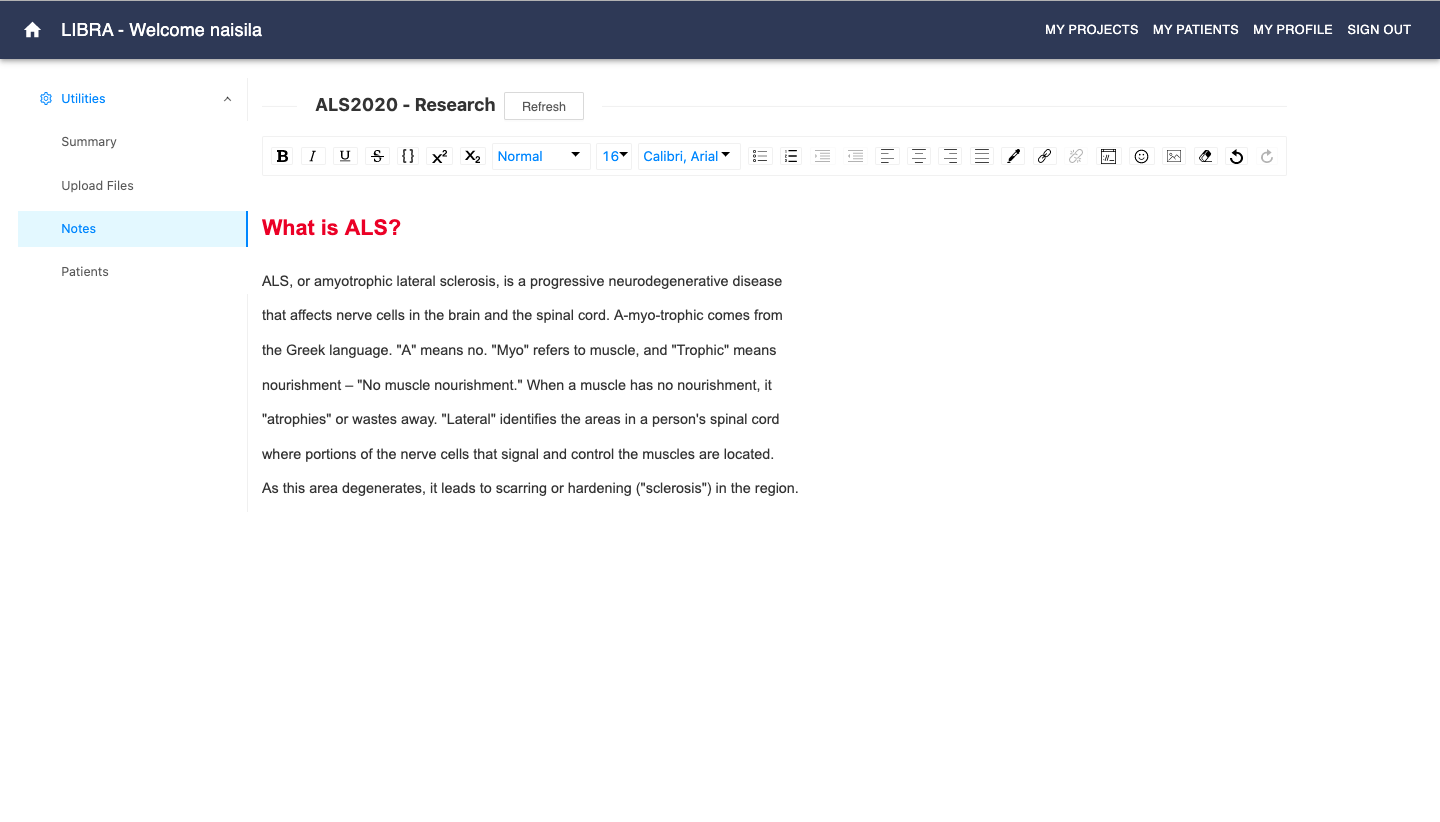 LIBRA - Welcome naisila
MY PROJECTS MY PATIENTS MY PROFILE SIGN OUT
Utilities
Summary
Upload Files
Notes
Patients
ALS2020 - Research Refresh
B I U S {} X² X₂ Normal 16 Calibri, Arial
What is ALS?
ALS, or amyotrophic lateral sclerosis, is a progressive neurodegenerative disease
that affects nerve cells in the brain and the spinal cord. A-myo-trophic comes from
the Greek language. "A" means no. "Myo" refers to muscle, and "Trophic" means
nourishment – "No muscle nourishment." When a muscle has no nourishment, it
"atrophies" or wastes away. "Lateral" identifies the areas in a person's spinal cord
where portions of the nerve cells that signal and control the muscles are located.
As this area degenerates, it leads to scarring or hardening ("sclerosis") in the region.